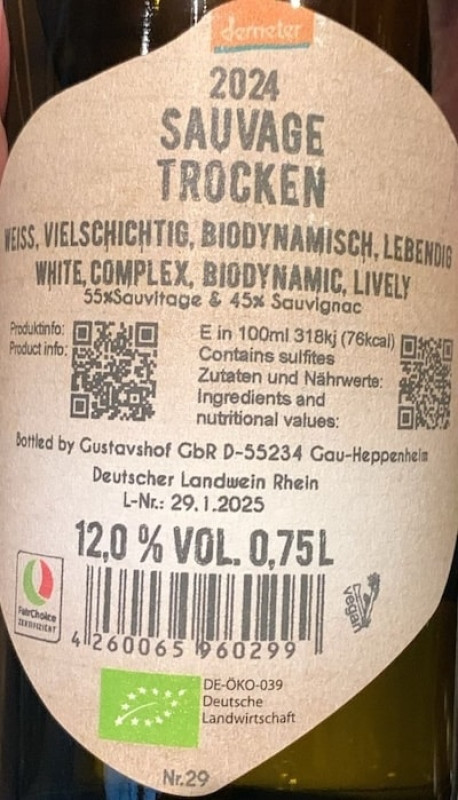 demeter
2024
SAUVAGE
TROCKEN
WEISS, VIELSCHICHTIG, BIODYNAMISCH, LEBENDIG
WHITE, COMPLEX, BIODYNAMIC, LIVELY
55%Sauvitage & 45% Sauvignac
Produktinfo:
Product info:
E in 100ml 318kj (76kcal)
Contains sulfites
Zutaten und Nährwerte:
Ingredients and
nutritional values:
Bottled by Gustavshof GbR D-55234 Gau-Heppenheim
Deutscher Landwein Rhein
L-Nr.: 29.1.2025
12,0 % VOL. 0,75L
FairChoice
ZERTIFIZIERT
vegan
4 260065 960299
DE-ÖKO-039
Deutsche
Landwirtschaft
Nr.29